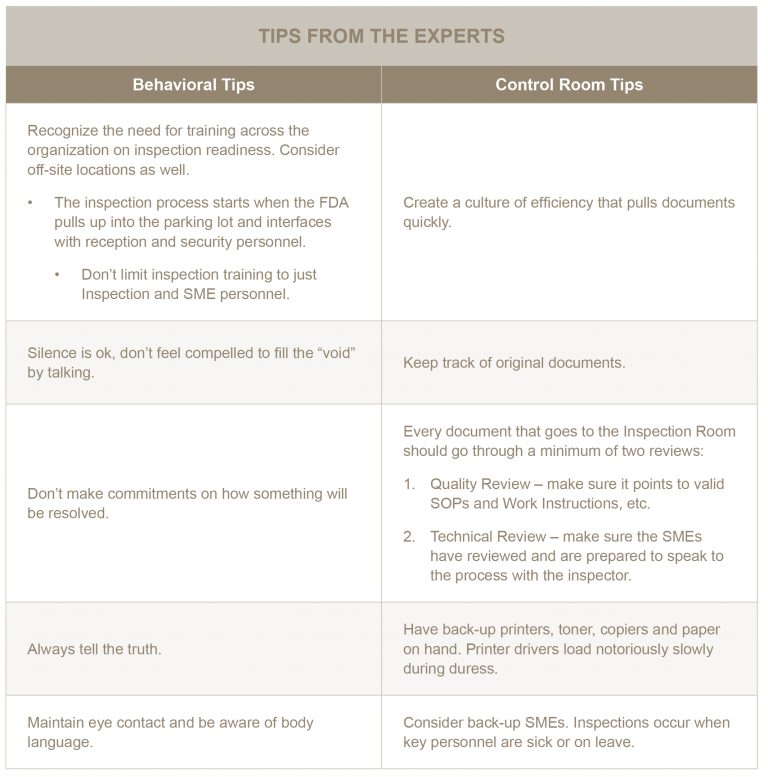 TIPS FROM THE EXPERTS
Behavioral Tips
Control Room Tips
Recognize the need for training across the
organization on inspection readiness. Consider
off-site locations as well.
• The inspection process starts when the FDA
pulls up into the parking lot and interfaces
with reception and security personnel.
• Don’t limit inspection training to just
Inspection and SME personnel.
Create a culture of efficiency that pulls documents
quickly.
Silence is ok, don’t feel compelled to fill the “void”
by talking.
Keep track of original documents.
Don’t make commitments on how something will
be resolved.
Every document that goes to the Inspection Room
should go through a minimum of two reviews:
1. Quality Review – make sure it points to valid
SOPs and Work Instructions, etc.
2. Technical Review – make sure the SMEs
have reviewed and are prepared to speak to
the process with the inspector.
Always tell the truth.
Have back-up printers, toner, copiers and paper
on hand. Printer drivers load notoriously slowly
during duress.
Maintain eye contact and be aware of body
language.
Consider back-up SMEs. Inspections occur when
key personnel are sick or on leave.